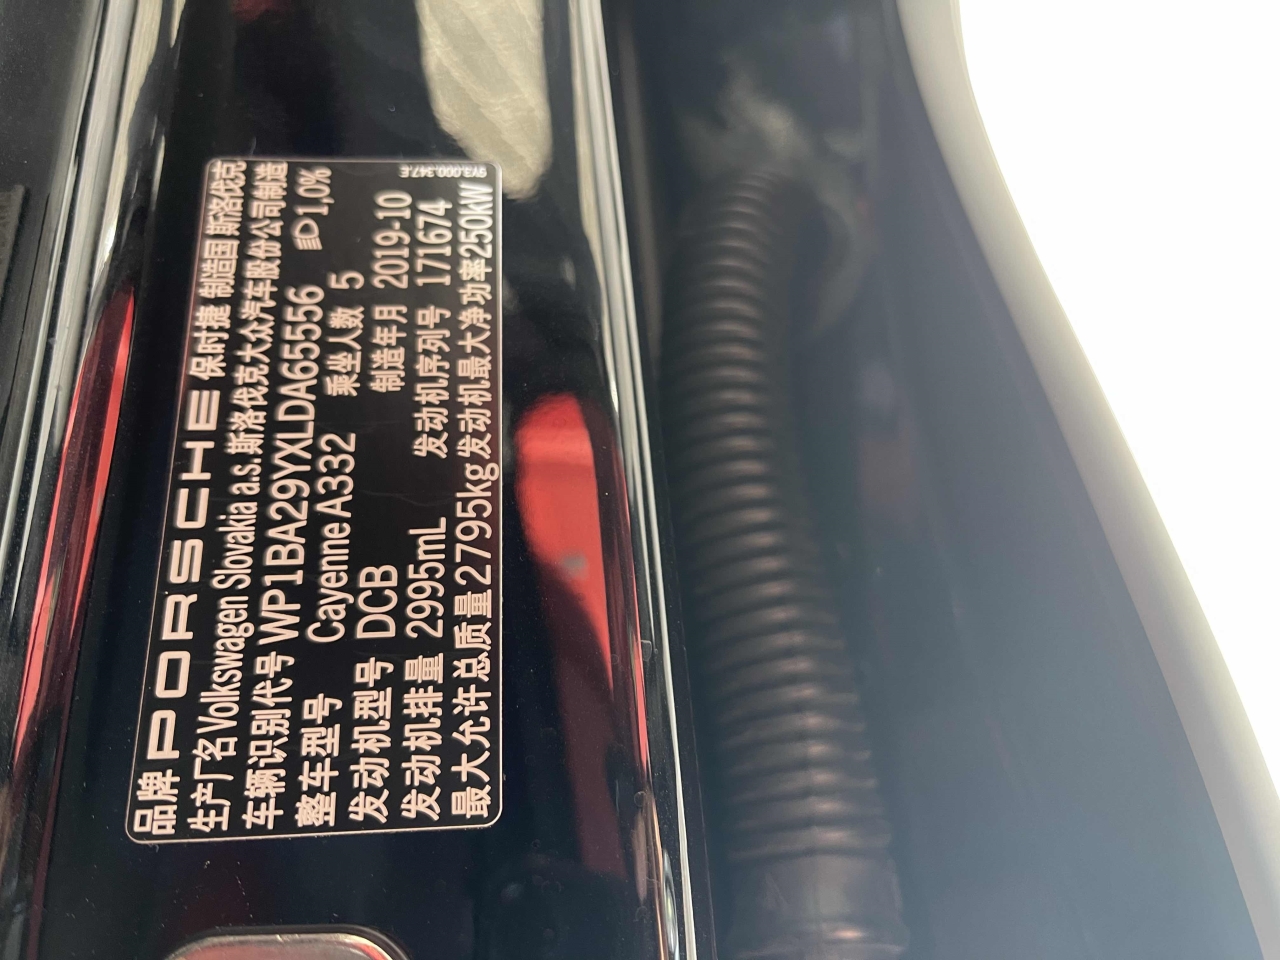 品牌 PORSCHE 保时捷 制造国 斯洛伐克
生产厂名 Volkswagen Slovakia a.s. 斯洛伐克大众汽车股份公司制造
车辆识别代号 WP1BA29YXLDA65556 1,0%
整车型号 Cayenne A332 乘坐人数 5
发动机型号 DCB 制造年月 2019-10
发动机排量 2995mL 发动机序列号 171674
最大允许总质量 2795kg 发动机最大净功率 250kW
9Y3.000.347.E